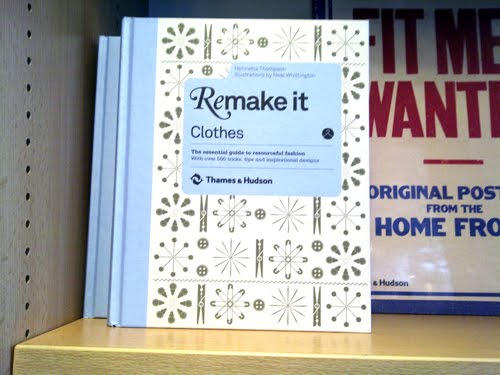 Henrietta Thompson
Illustrations by Neal Whittington
Remake it
Clothes
The essential guide to resourceful fashion
With over 500 tricks, tips and inspirational designs
Thames & Hudson
FIT ME
WANT
ORIGINAL POST
FROM THE
HOME FRO
& Hudson